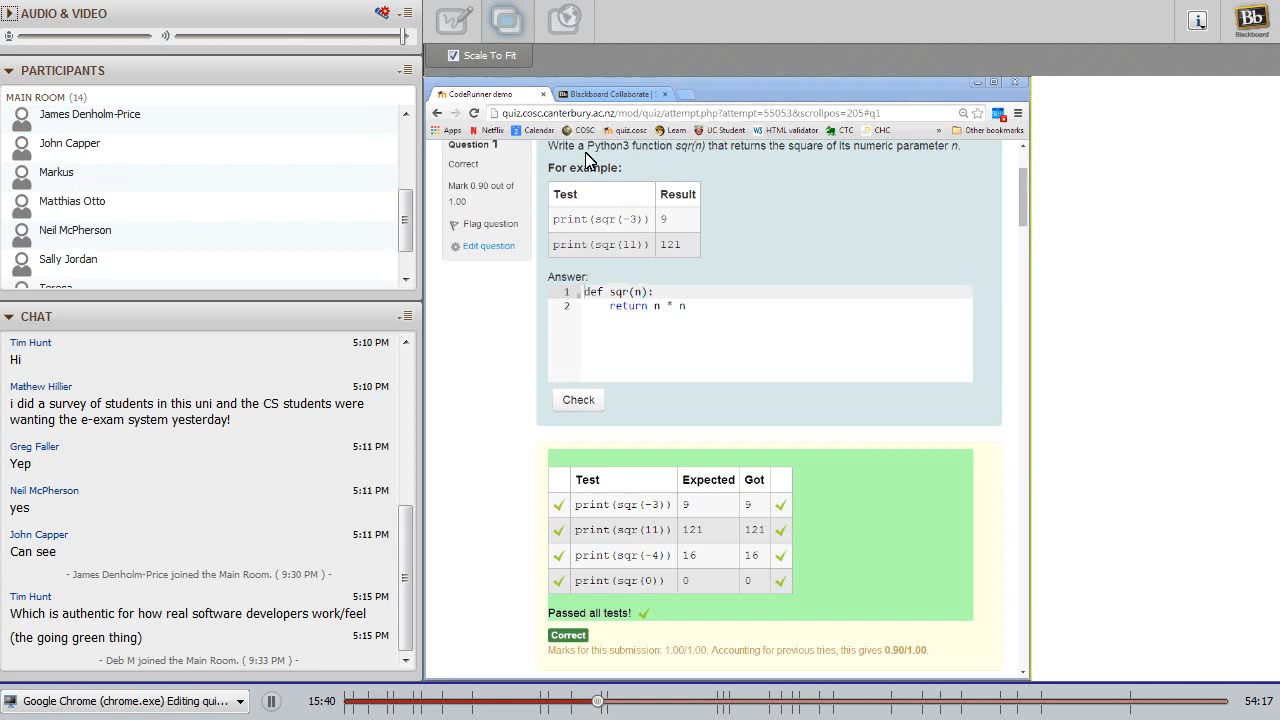 AUDIO & VIDEO
PARTICIPANTS
MAIN ROOM (14)
James Denholm-Price
John Capper
Markus
Matthias Otto
Neil McPherson
Sally Jordan
Teresa
CHAT
Tim Hunt 5:10 PM
Hi
Mathew Hillier 5:10 PM
i did a survey of students in this uni and the CS students were
wanting the e-exam system yesterday!
Greg Faller 5:11 PM
Yep
Neil McPherson 5:11 PM
yes
John Capper 5:11 PM
Can see
- James Denholm-Price joined the Main Room. ( 9:30 PM ) -
Tim Hunt 5:15 PM
Which is authentic for how real software developers work/feel
(the going green thing) 5:15 PM
- Deb M joined the Main Room. ( 9:33 PM ) -
Google Chrome (chrome.exe) Editing qui...
15:40
54:17
Scale To Fit
i
Bb
Blackboard
CodeRunner demo
Blackboard Collaborate |
quiz.cosc.canterbury.ac.nz/mod/quiz/attempt.php?attempt=55053&scrollpos=205#q1
Apps Netflix Calendar COSC quiz.cosc Learn UC Student HTML validator CTC CHC » Other bookmarks
Question 1
Correct
Mark 0.90 out of
1.00
Flag question
Edit question
Write a Python3 function sqr(n) that returns the square of its numeric parameter n.
For example:
Test Result
print(sqr(-3)) 9
print(sqr(11)) 121
Answer:
1 def sqr(n):
2 return n * n
Check
Test Expected Got
print(sqr(-3)) 9 9
print(sqr(11)) 121 121
print(sqr(-4)) 16 16
print(sqr(0)) 0 0
Passed all tests!
Correct
Marks for this submission: 1.00/1.00. Accounting for previous tries, this gives 0.90/1.00.